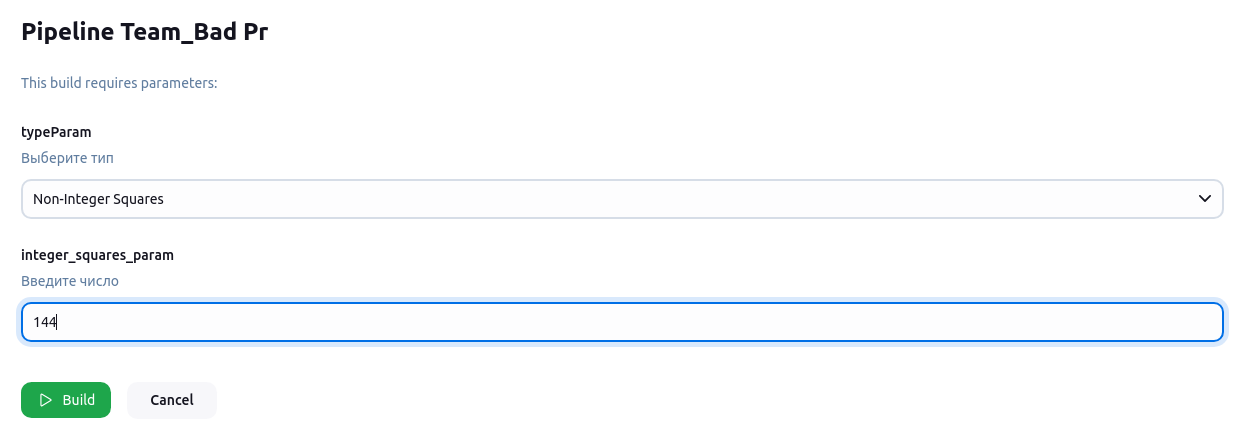 Pipeline Team_Bad Pr
This build requires parameters:
typeParam
Выберите тип
Non-Integer Squares
integer_squares_param
Введите число
144
Build
Cancel